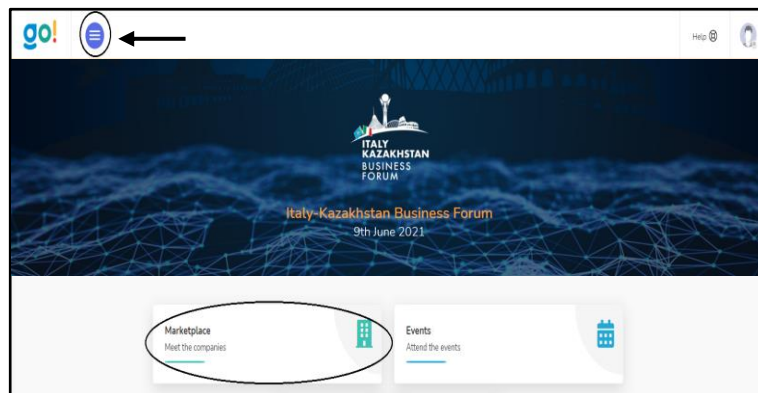 go!
Help
ITALY
KAZAKHSTAN
BUSINESS
FORUM
Italy-Kazakhstan Business Forum
9th June 2021
Marketplace
Meet the companies
Events
Attend the events